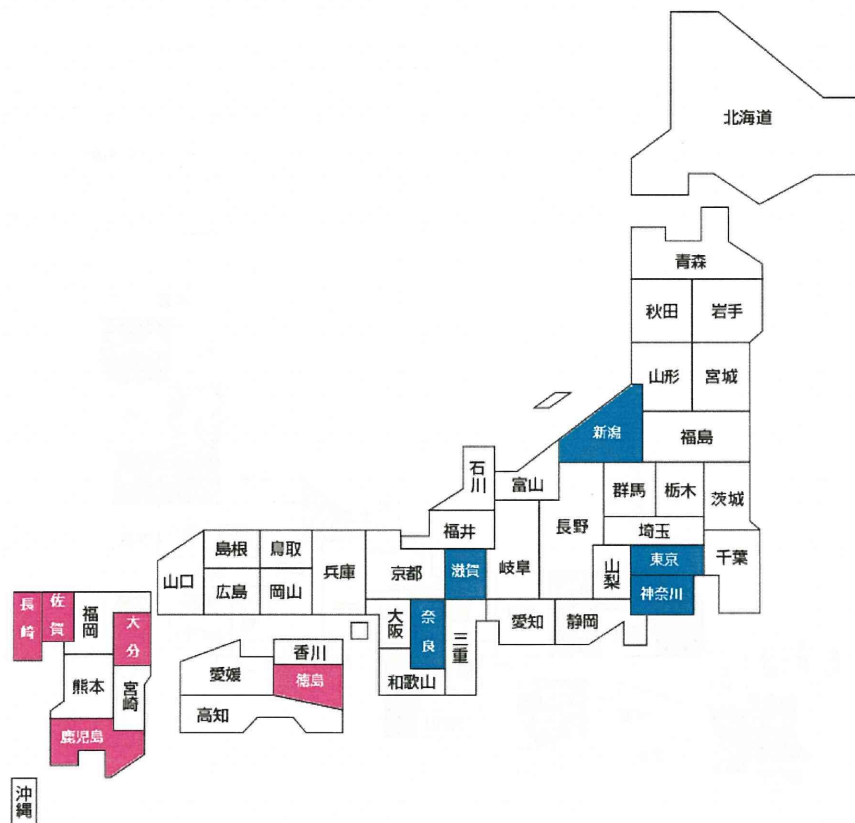 北海道
青森
秋田
岩手
山形
宮城
新潟
福島
石川
富山
群馬
栃木
茨城
長野
福井
埼玉
島根
鳥取
兵庫
京都
滋賀
岐阜
山梨
東京
千葉
山口
広島
岡山
神奈川
長崎
佐賀
福岡
大分
大阪
奈良
三重
愛知
静岡
香川
愛媛
徳島
和歌山
熊本
宮崎
高知
鹿児島
沖縄